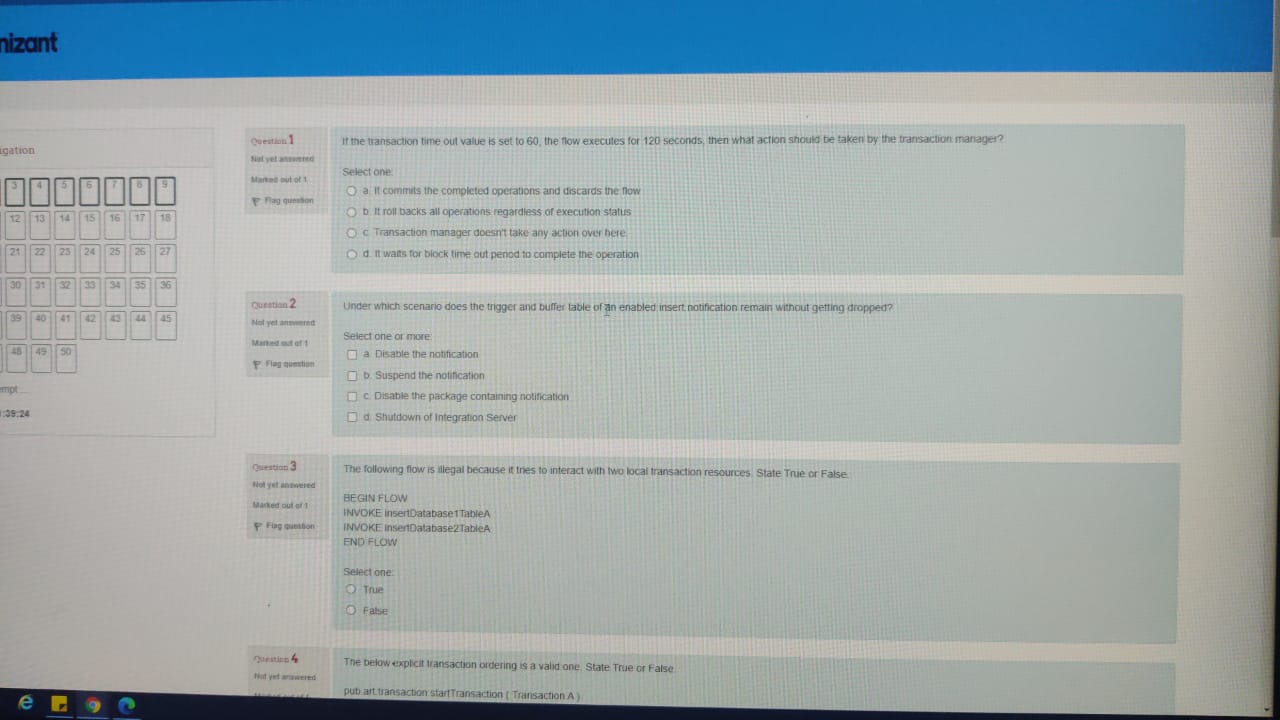 nizant
igation
3 4 5 6 7 8 9
12 13 14 15 16 17 18
21 22 23 24 25 26 27
30 31 32 33 34 35 36
39 40 41 42 43 44 45
48 49 50
empt ...
:39:24
Question 1
Not yet answered
Marked out of 1
Flag question
If the transaction time out value is set to 60, the flow executes for 120 seconds, then what action should be taken by the transaction manager?
Select one:
a. It commits the completed operations and discards the flow
b. It roll backs all operations regardless of execution status
c. Transaction manager doesn't take any action over here.
d. It waits for block time out period to complete the operation
Question 2
Not yet answered
Marked out of 1
Flag question
Under which scenario does the trigger and buffer table of an enabled insert notification remain without getting dropped?
Select one or more:
a. Disable the notification
b. Suspend the notification
c. Disable the package containing notification
d. Shutdown of Integration Server
Question 3
Not yet answered
Marked out of 1
Flag question
The following flow is illegal because it tries to interact with two local transaction resources. State True or False.
BEGIN FLOW
INVOKE insertDatabase1TableA
INVOKE insertDatabase2TableA
END FLOW
Select one:
True
False
Question 4
Not yet answered
The below explicit transaction ordering is a valid one. State True or False.
pub.art.transaction:startTransaction ( Transaction A )